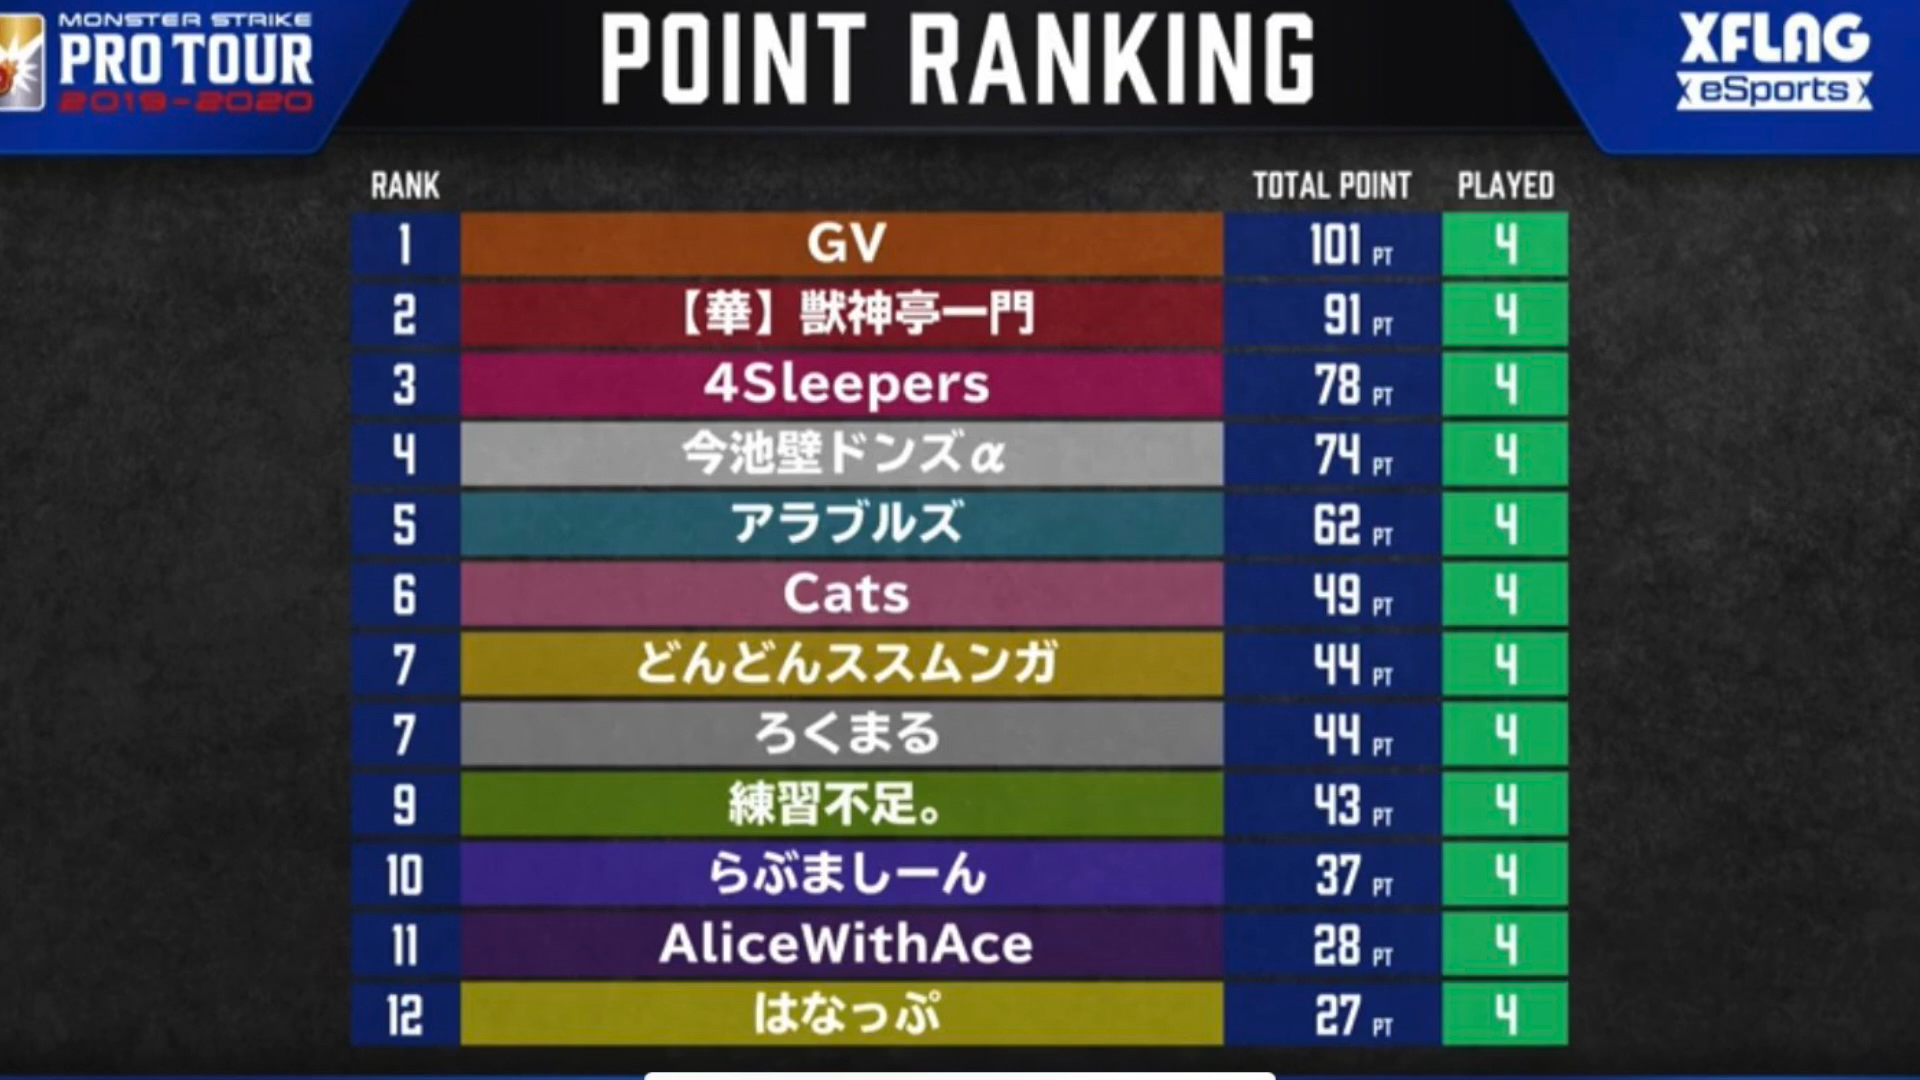 MONSTER STRIKE
PRO TOUR
2019-2020
POINT RANKING
XFLAG
eSports
RANK TOTAL POINT PLAYED
1 GV 101 PT 4
2 【華】獣神亭一門 91 PT 4
3 4Sleepers 78 PT 4
4 今池壁ドンズα 74 PT 4
5 アラブルズ 62 PT 4
6 Cats 49 PT 4
7 どんどんススムンガ 44 PT 4
7 ろくまる 44 PT 4
9 練習不足。 43 PT 4
10 らぶましーん 37 PT 4
11 AliceWithAce 28 PT 4
12 はなっぷ 27 PT 4